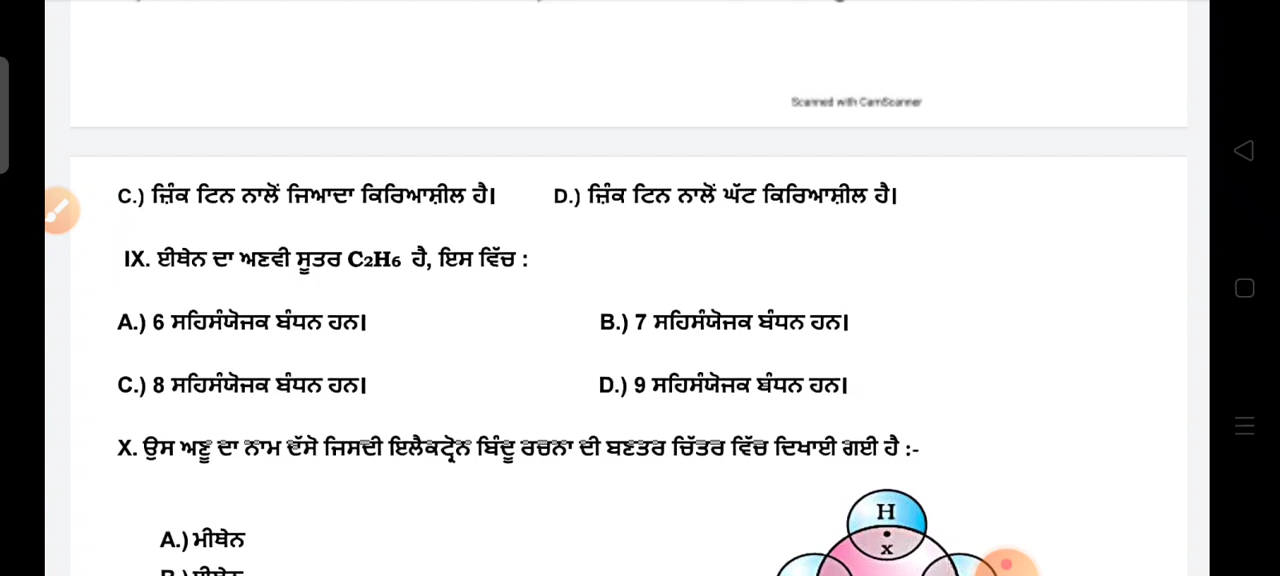 Scanned with CamScanner
C.) ਜ਼ਿੰਕ ਟਿਨ ਨਾਲੋਂ ਜਿਆਦਾ ਕਿਰਿਆਸ਼ੀਲ ਹੈ। D.) ਜ਼ਿੰਕ ਟਿਨ ਨਾਲੋਂ ਘੱਟ ਕਿਰਿਆਸ਼ੀਲ ਹੈ।
IX. ਈਥੇਨ ਦਾ ਅਣਵੀ ਸੂਤਰ C₂H₆ ਹੈ, ਇਸ ਵਿੱਚ :
A.) 6 ਸਹਿਸੰਯੋਜਕ ਬੰਧਨ ਹਨ। B.) 7 ਸਹਿਸੰਯੋਜਕ ਬੰਧਨ ਹਨ।
C.) 8 ਸਹਿਸੰਯੋਜਕ ਬੰਧਨ ਹਨ। D.) 9 ਸਹਿਸੰਯੋਜਕ ਬੰਧਨ ਹਨ।
X. ਉਸ ਅਣੂ ਦਾ ਨਾਮ ਦੱਸੋ ਜਿਸਦੀ ਇਲੈਕਟ੍ਰੋਨ ਬਿੰਦੂ ਰਚਨਾ ਦੀ ਬਣਤਰ ਚਿੱਤਰ ਵਿੱਚ ਦਿਖਾਈ ਗਈ ਹੈ :-
H
x
A.) ਮੀਥੇਨ